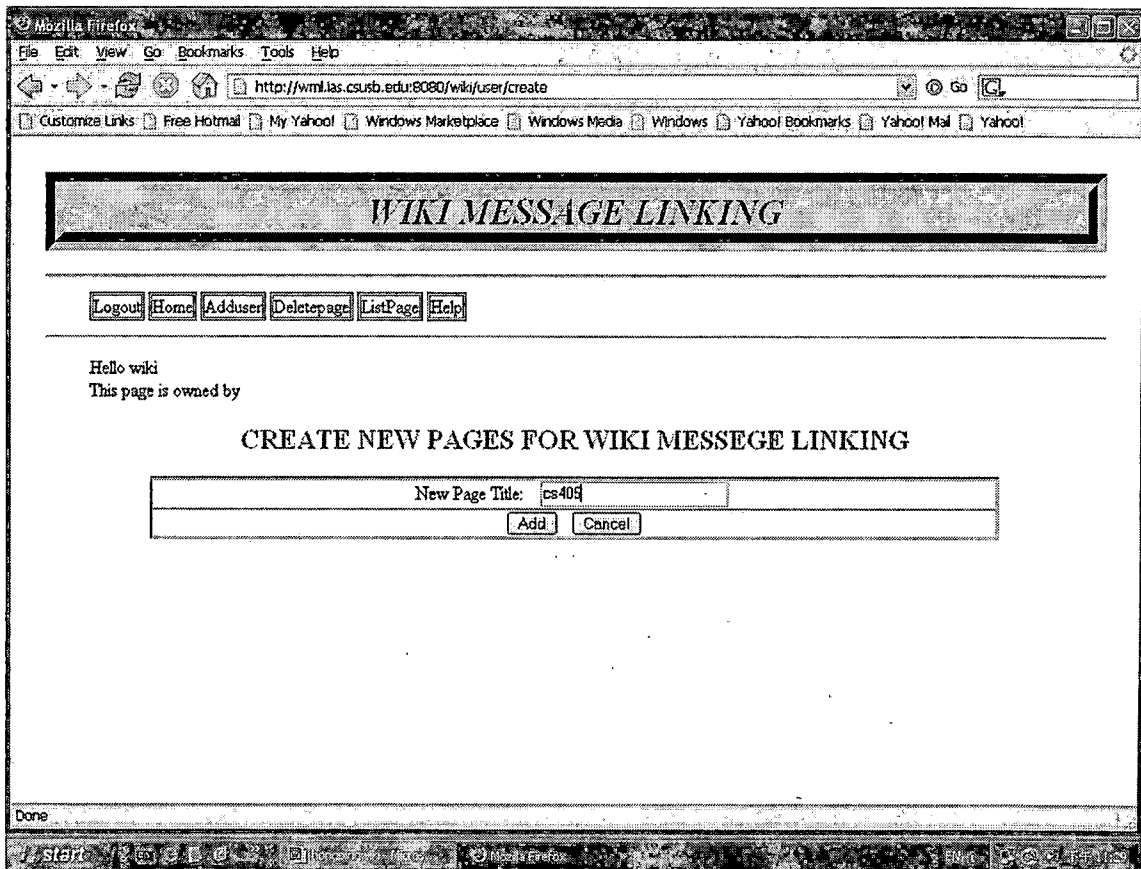 Mozilla Firefox
File Edit View Go Bookmarks Tools Help
http://wml.ias.csusb.edu:8080/wiki/user/create Go
Customize Links Free Hotmail My Yahoo! Windows Marketplace Windows Media Windows Yahoo! Bookmarks Yahoo! Mail Yahoo!
WIKI MESSAGE LINKING
Logout Home Adduser Deletepage ListPage Help
Hello wiki
This page is owned by
CREATE NEW PAGES FOR WIKI MESSEGE LINKING
New Page Title: cs405
Add Cancel
Done
start Mozilla Firefox EN